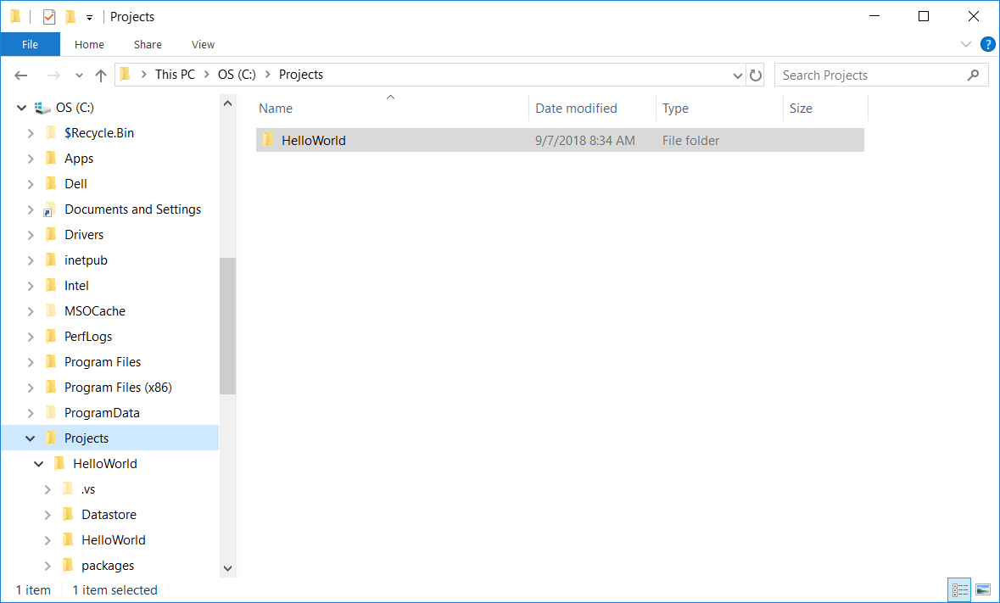 Projects
File Home Share View
?
This PC OS (C:) Projects
Search Projects
OS (C:)
$Recycle.Bin
Apps
Dell
Documents and Settings
Drivers
inetpub
Intel
MSOCache
PerfLogs
Program Files
Program Files (x86)
ProgramData
Projects
HelloWorld
.vs
Datastore
HelloWorld
packages
Name Date modified Type Size
HelloWorld 9/7/2018 8:34 AM File folder
1 item 1 item selected